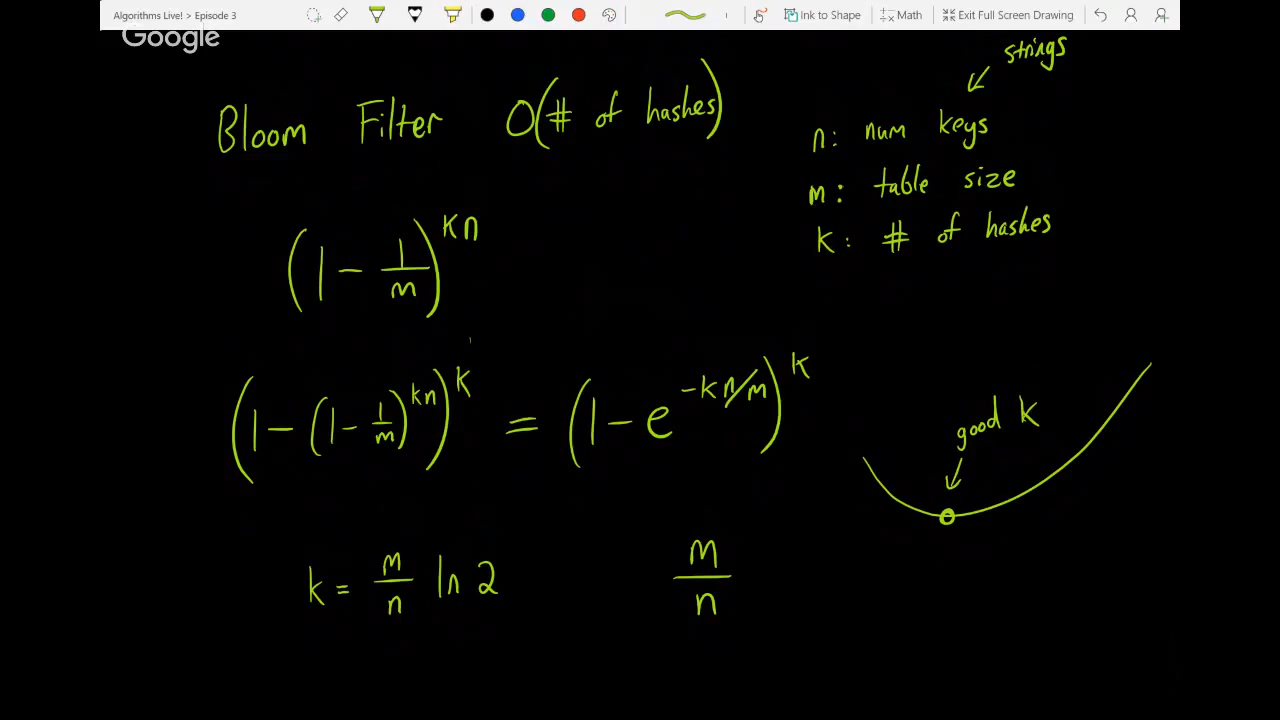 Algorithms Live! > Episode 3
Ink to Shape
Math
Exit Full Screen Drawing
Google
strings
Bloom Filter O(# of hashes)
n: num keys
m: table size
k: # of hashes
(1 - 1/m)^kn
(1 - (1 - 1/m)^kn)^k = (1 - e^-kn/m)^k
good k
k = m/n ln 2
m/n